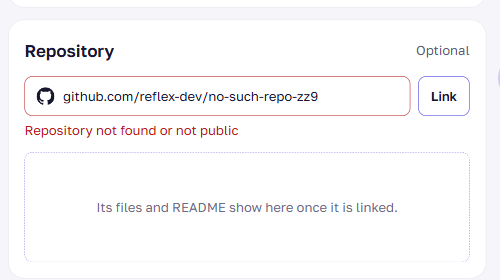 Repository
Optional
github.com/reflex-dev/no-such-repo-zz9
Link
Repository not found or not public
Its files and README show here once it is linked.